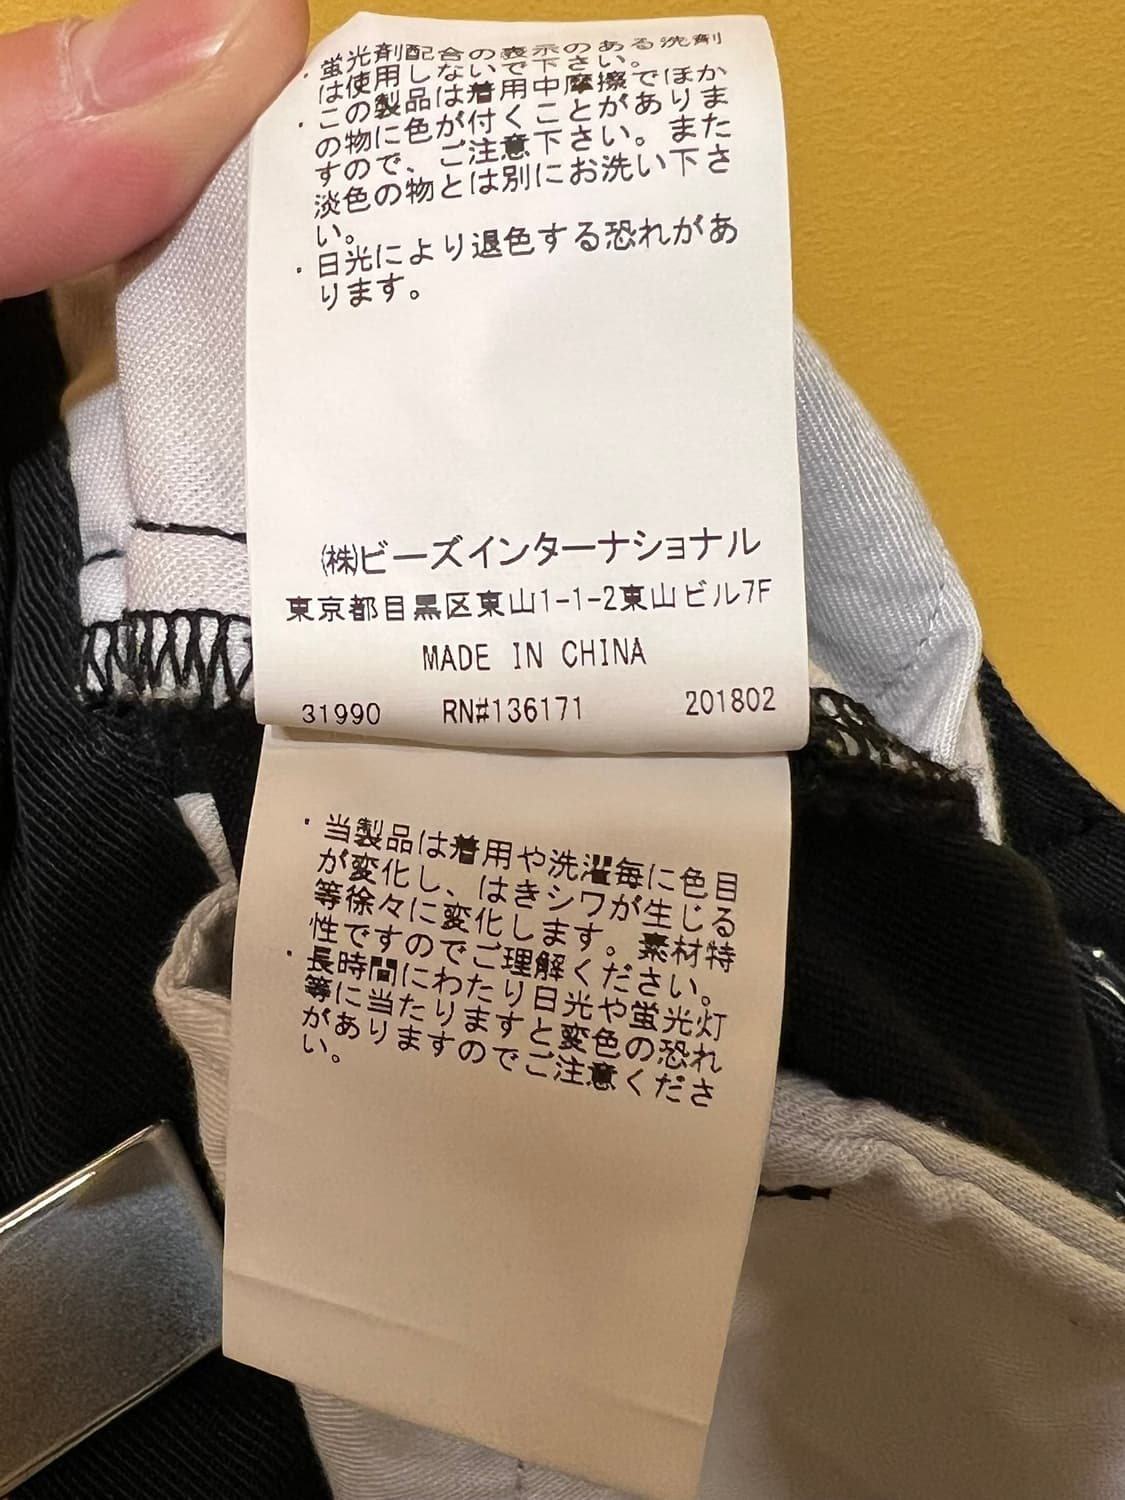 ・蛍光剤配合の表示のある洗剤
は使用しないで下さい。
・この製品は着用中摩擦でほか
の物に色が付くことがありま
すので、ご注意下さい。また
淡色の物とは別にお洗い下さ
い。
・日光により退色する恐れがあ
ります。
㈱ビーズインターナショナル
東京都目黒区東山1-1-2東山ビル7F
MADE IN CHINA
31990 RN#136171 201802
・当製品は着用や洗濯毎に色目
が変化し、はきシワが生じる
等徐々に変化します。素材特
性ですのでご理解ください。
・長時間にわたり日光や蛍光灯
等に当たりますと変色の恐れ
がありますのでご注意くださ
い。